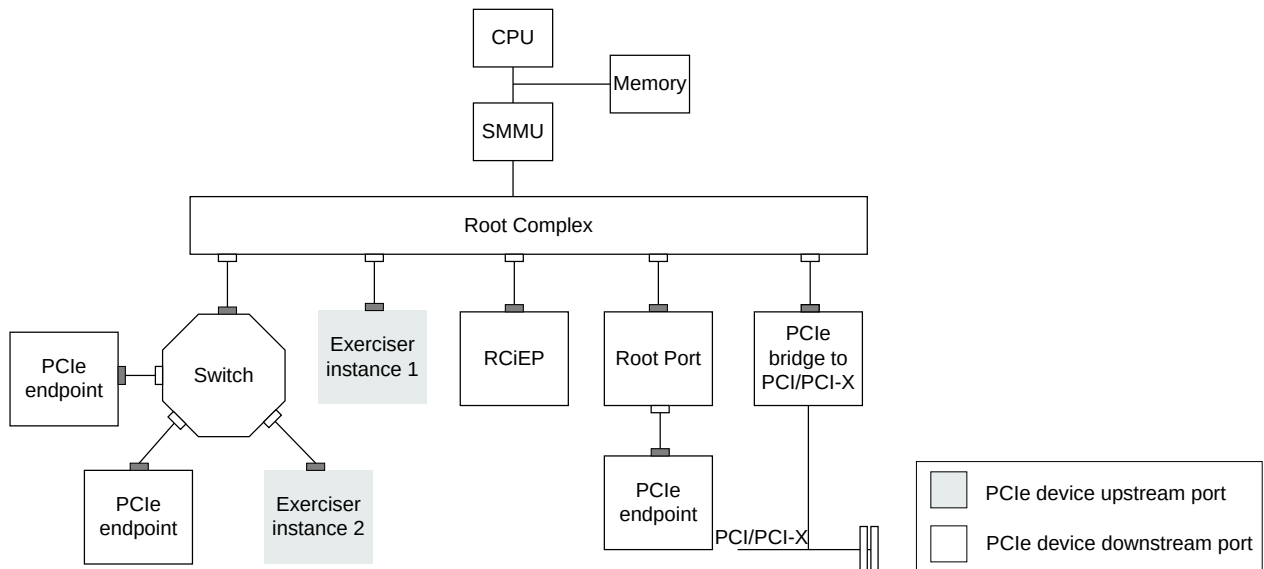 CPU
Memory
SMMU
Root Complex
PCIe
endpoint
Switch
Exerciser
instance 1
RCiEP
Root Port
PCIe
bridge to
PCI/PCI-X
PCIe
endpoint
Exerciser
instance 2
PCIe
endpoint
PCI/PCI-X
PCIe device upstream port
PCIe device downstream port